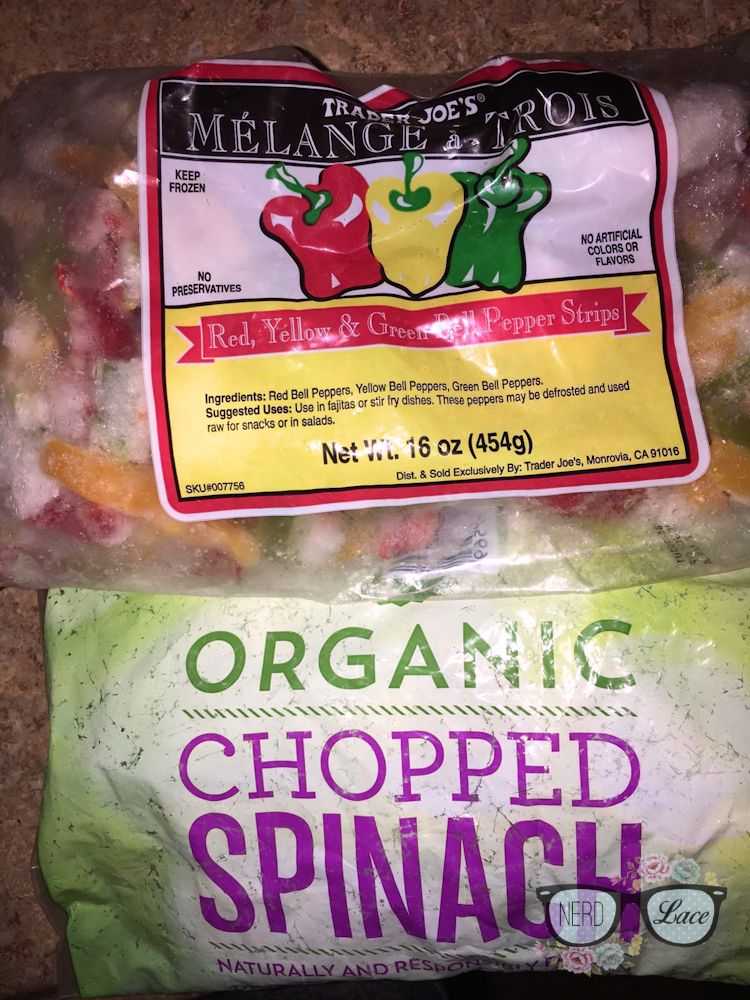 TRADER JOE'S®
MÉLANGE à TROIS
KEEP
FROZEN
NO
PRESERVATIVES
NO ARTIFICIAL
COLORS OR
FLAVORS
Red, Yellow & Green Bell Pepper Strips
Ingredients: Red Bell Peppers, Yellow Bell Peppers, Green Bell Peppers.
Suggested Uses: Use in fajitas or stir fry dishes. These peppers may be defrosted and used
raw for snacks or in salads.
Net Wt. 16 oz (454g)
Dist. & Sold Exclusively By: Trader Joe's, Monrovia, CA 91016
SKU#007756
ORGANIC
CHOPPED
SPINACH
NATURALLY AND RESPONSIBLY
NERD Lace